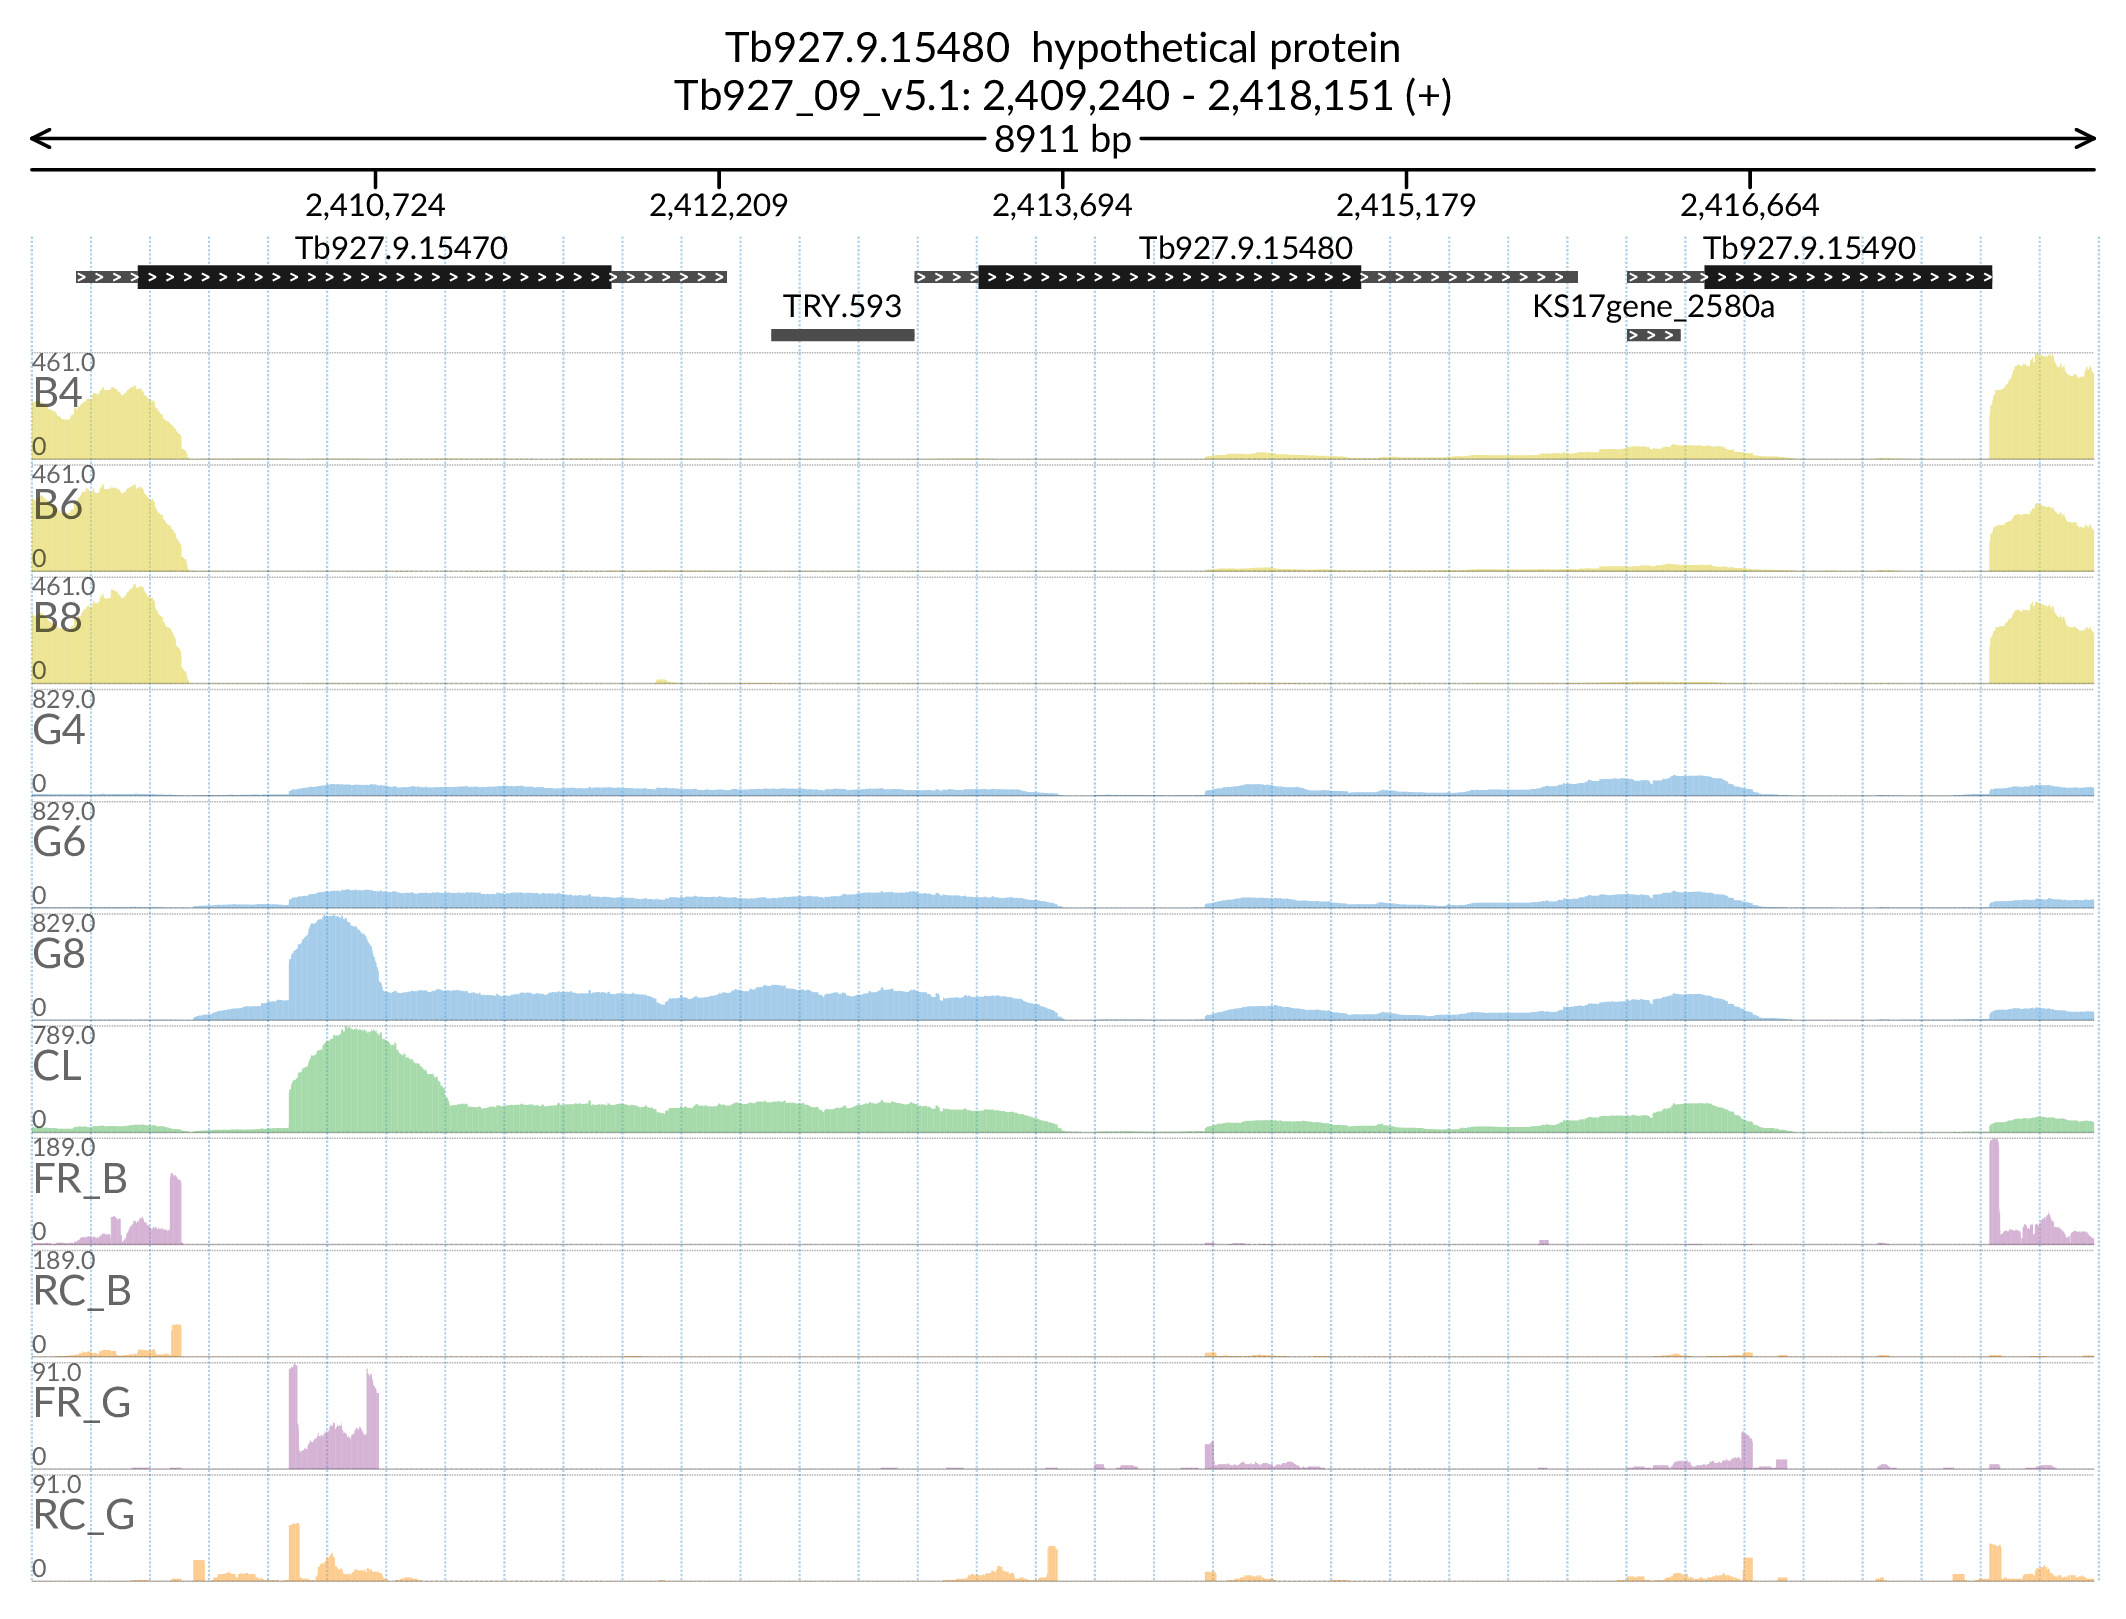 Tb927.9.15480  hypothetical protein
Tb927_09_v5.1: 2,409,240 - 2,418,151 (+)
8911 bp
2,410,724 2,412,209 2,413,694 2,415,179 2,416,664
Tb927.9.15470 Tb927.9.15480 Tb927.9.15490
TRY.593 KS17gene_2580a
461.0
B4
0
461.0
B6
0
461.0
B8
0
829.0
G4
0
829.0
G6
0
829.0
G8
0
789.0
CL
0
189.0
FR_B
0
189.0
RC_B
0
91.0
FR_G
0
91.0
RC_G
0